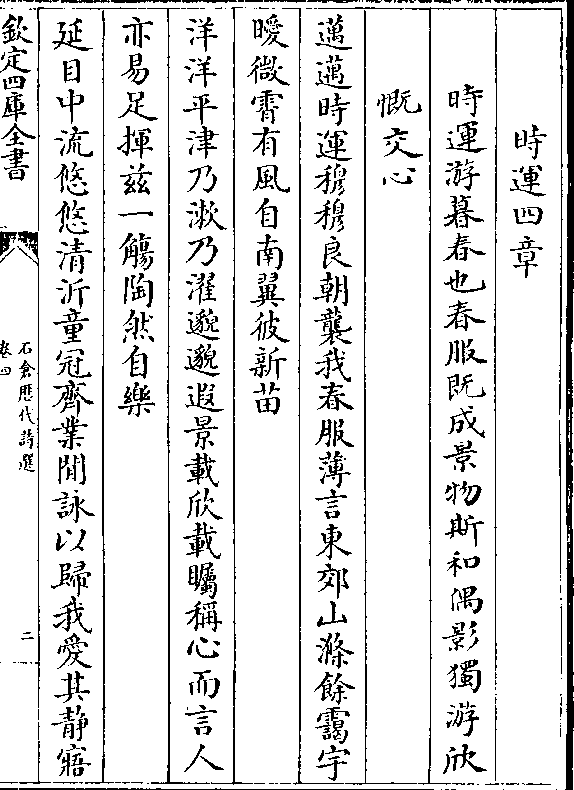 時運四章
時運游暮春也春服既成景物斯和偶影獨游欣
慨交心
邁邁時運穆穆良朝襲我春服薄言東郊山滌餘靄宇
曖微霄有風自南翼彼新苗
洋洋平津乃漱乃濯邈邈遐景載欣載矚稱心而言人
亦易足揮兹一觴陶然自樂
延目中流悠悠清沂童冠齊業閒詠以歸我愛其静寤
欽定四庫全書
石倉歴代詩選
卷四
二